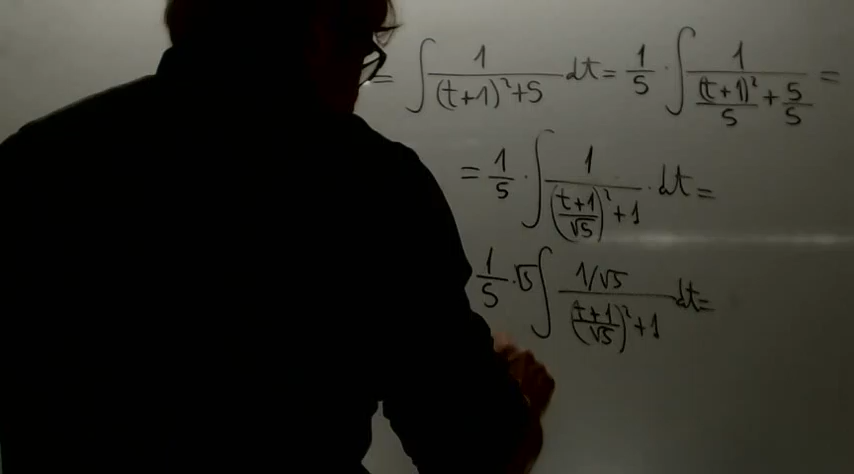 = ∫ 1/((t+1)²+5) dt = 1/5 · ∫ 1/((t+1)²/5 + 5/5) =
= 1/5 · ∫ 1/(((t+1)/√5)²+1) · dt =
1/5 · √5 ∫ (1/√5)/(((t+1)/√5)²+1) dt =